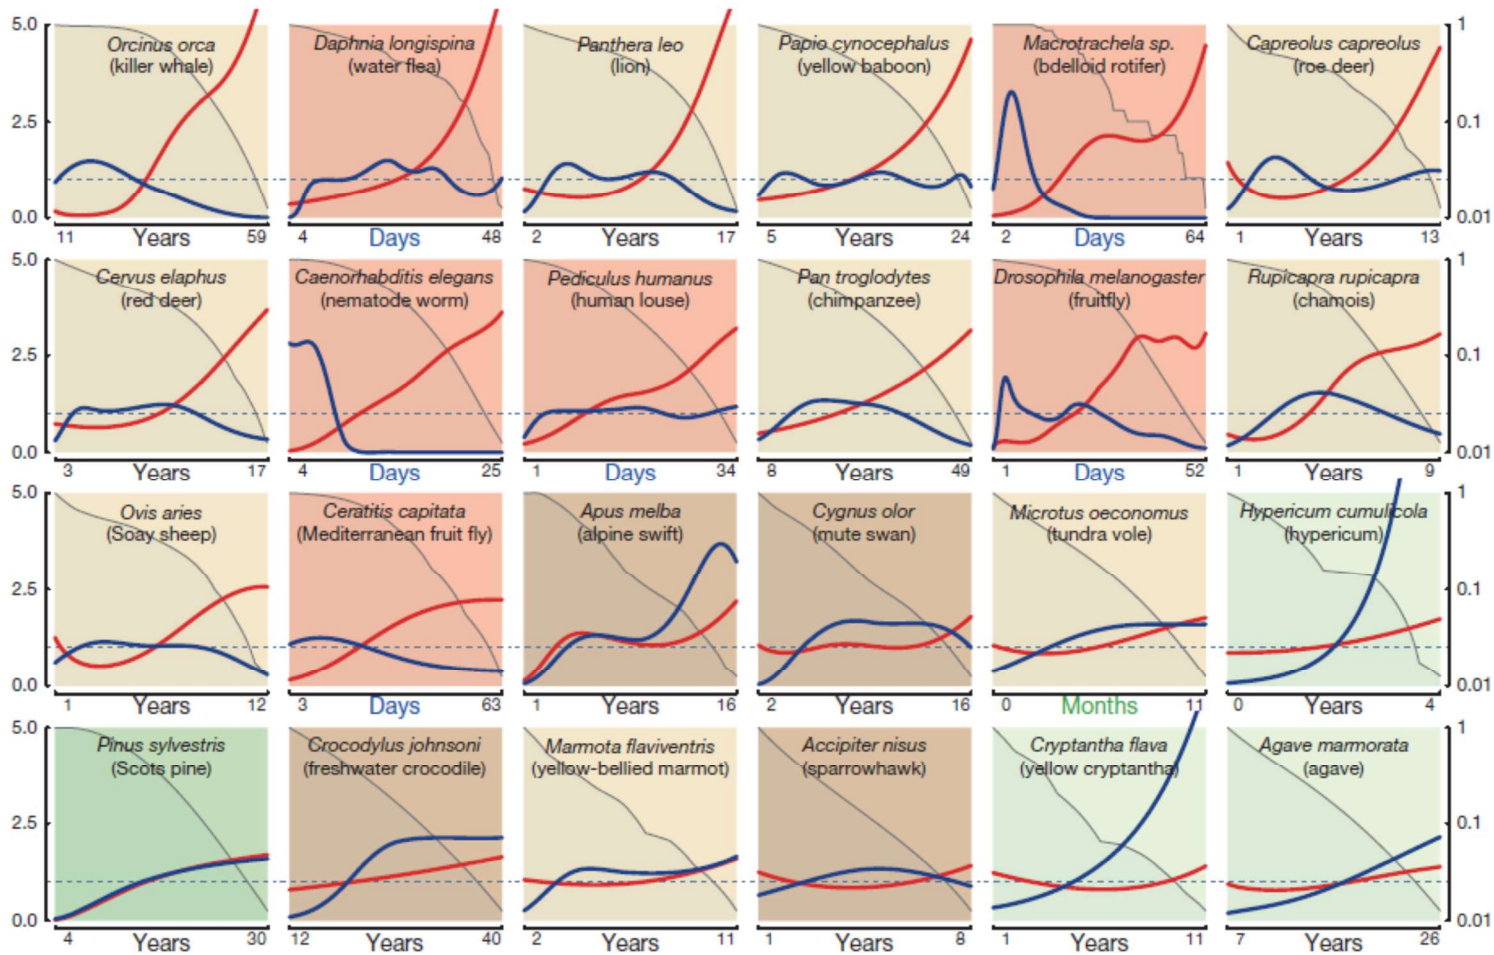 5.0
2.5
0.0
Orcinus orca
(killer whale)
11 Years 59
Daphnia longispina
(water flea)
4 Days 48
Panthera leo
(lion)
2 Years 17
Papio cynocephalus
(yellow baboon)
5 Years 24
Macrotrachela sp.
(bdelloid rotifer)
2 Days 64
Capreolus capreolus
(roe deer)
1 Years 13
1
0.1
0.01
5.0
2.5
0.0
Cervus elaphus
(red deer)
3 Years 17
Caenorhabditis elegans
(nematode worm)
4 Days 25
Pediculus humanus
(human louse)
1 Days 34
Pan troglodytes
(chimpanzee)
8 Years 49
Drosophila melanogaster
(fruitfly)
1 Days 52
Rupicapra rupicapra
(chamois)
1 Years 9
1
0.1
0.01
5.0
2.5
0.0
Ovis aries
(Soay sheep)
1 Years 12
Ceratitis capitata
(Mediterranean fruit fly)
3 Days 63
Apus melba
(alpine swift)
1 Years 16
Cygnus olor
(mute swan)
2 Years 16
Microtus oeconomus
(tundra vole)
0 Months 11
Hypericum cumulicola
(hypericum)
0 Years 4
1
0.1
0.01
5.0
2.5
0.0
Pinus sylvestris
(Scots pine)
4 Years 30
Crocodylus johnsoni
(freshwater crocodile)
12 Years 40
Marmota flaviventris
(yellow-bellied marmot)
2 Years 11
Accipiter nisus
(sparrowhawk)
1 Years 8
Cryptantha flava
(yellow cryptantha)
1 Years 11
Agave marmorata
(agave)
7 Years 26
1
0.1
0.01